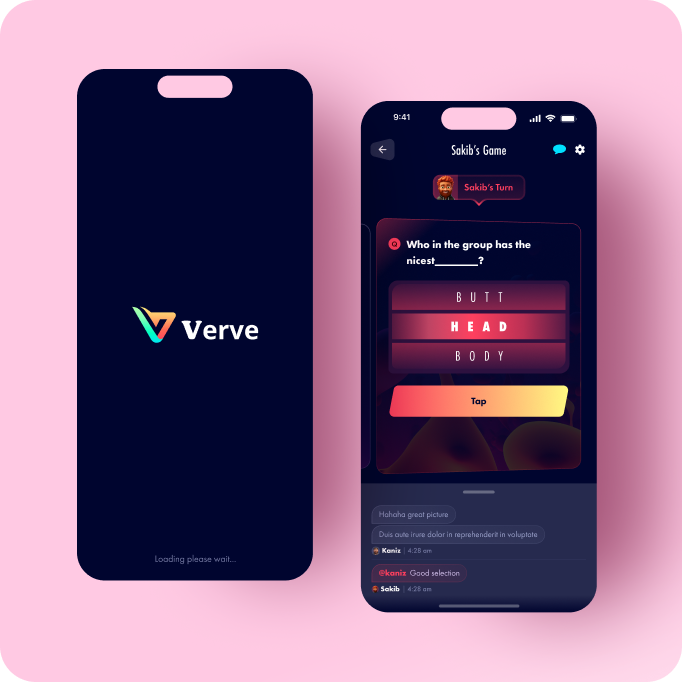 Verve
Loading please wait...
9:41
Sakib's Game
Sakib's Turn
Q Who in the group has the
nicest________?
BUTT
HEAD
BODY
Tap
Hahaha great picture
Duis aute irure dolor in reprehenderit in voluptate
Kaniz | 4:28 am
@kaniz Good selection
Sakib | 4:28 am